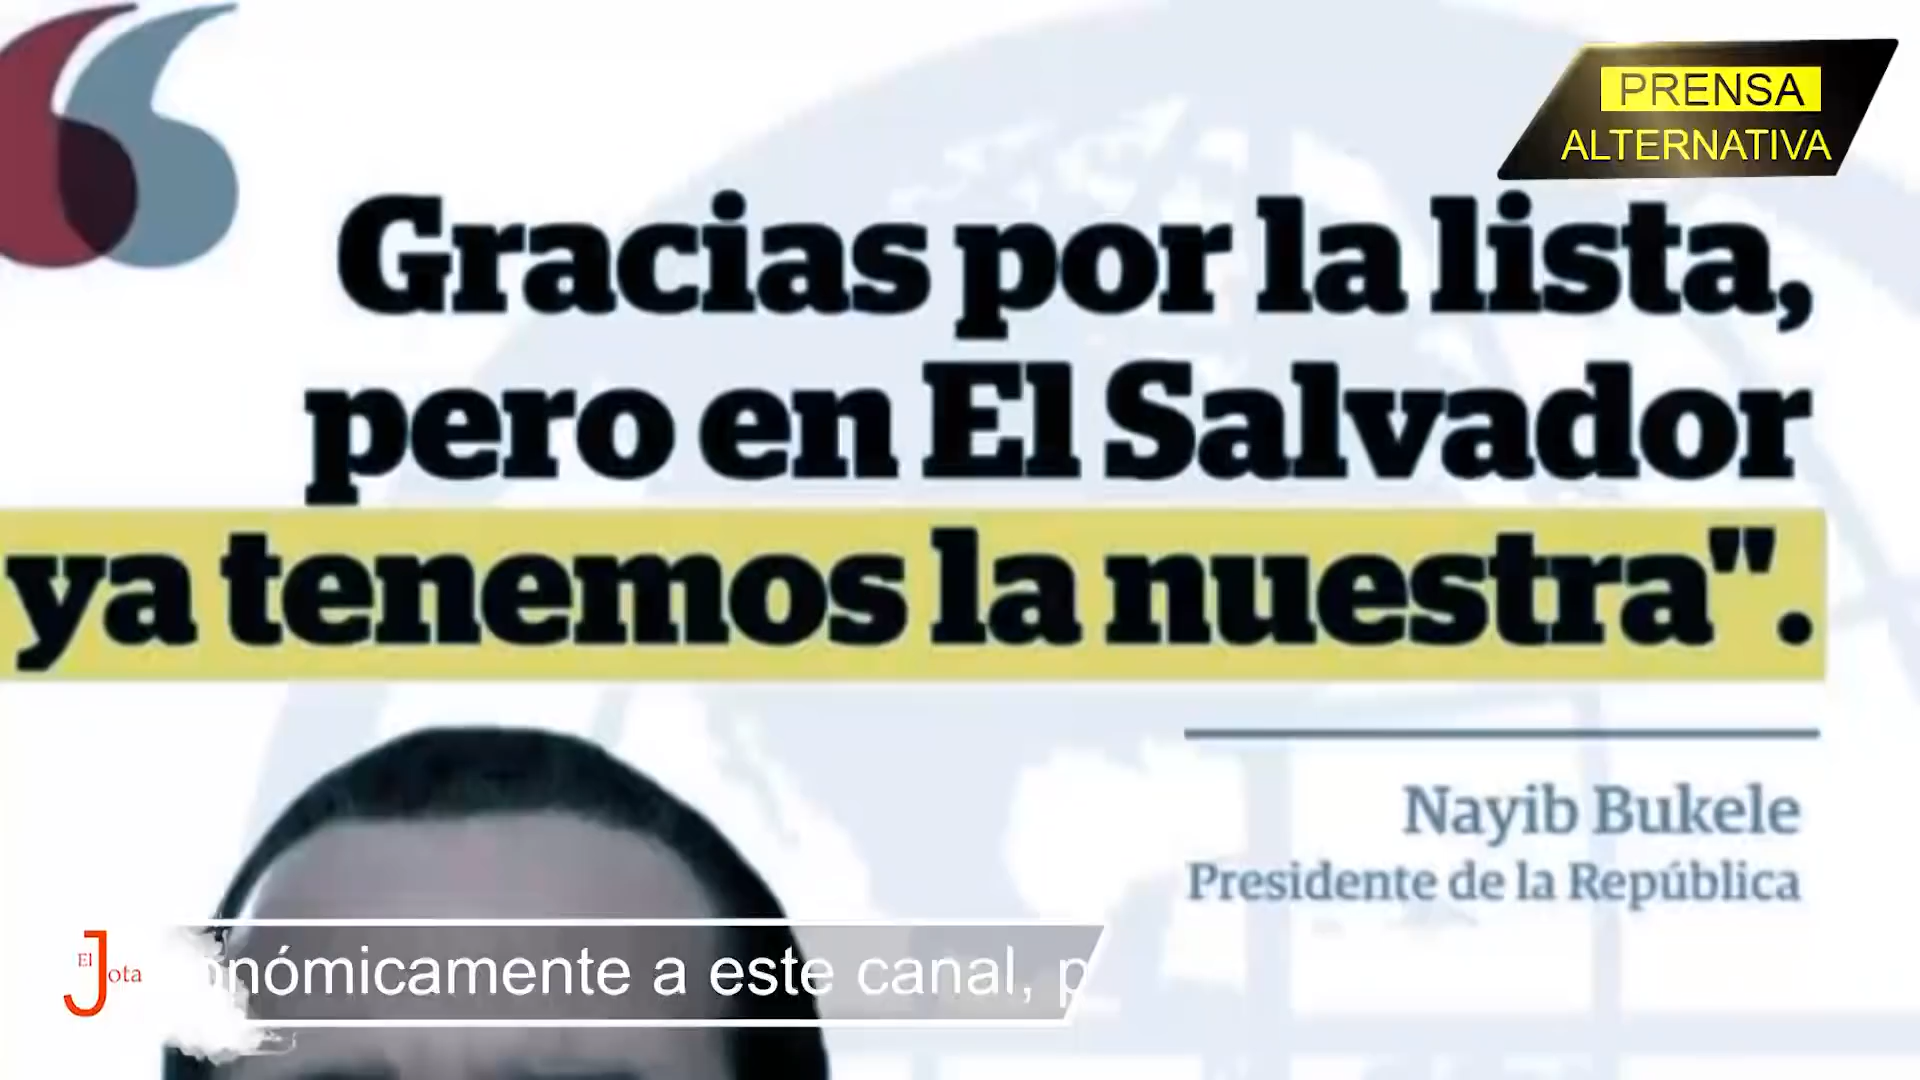 PRENSA
ALTERNATIVA
Gracias por la lista,
pero en El Salvador
ya tenemos la nuestra".
Nayib Bukele
Presidente de la República
El Jota
nómicamente a este canal, p